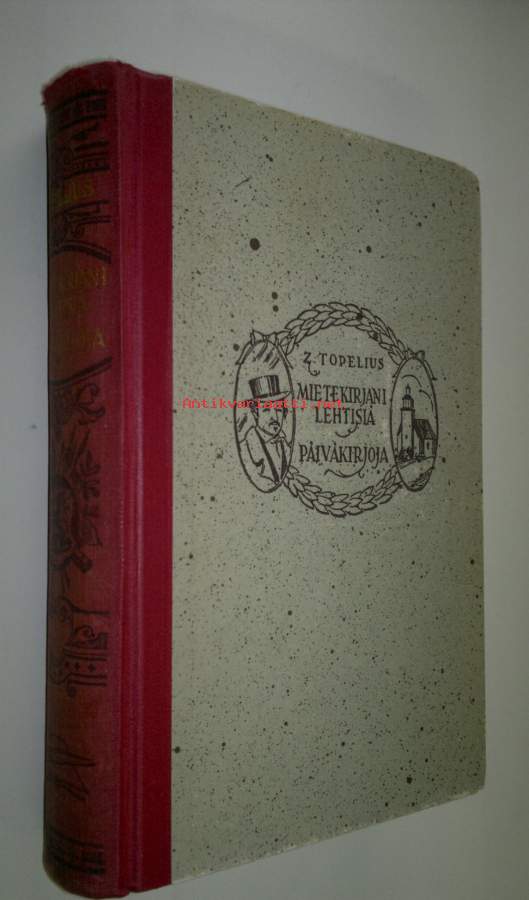 Z. TOPELIUS
MIETEKIRJANI
LEHTISIÄ
PÄIVÄKIRJOJA
Antikvariaatti.net